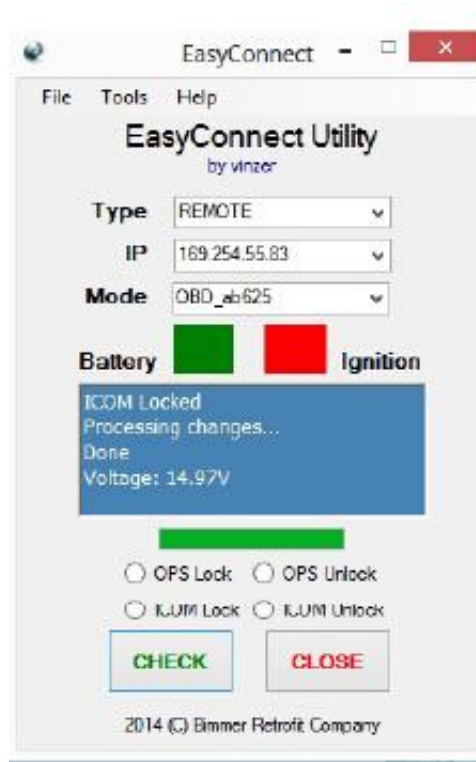 EasyConnect
File Tools Help
EasyConnect Utility
by vinzer
Type REMOTE
IP 169.254.55.83
Mode OBD_ab625
Battery Ignition
ICOM Locked
Processing changes...
Done
Voltage: 14.97V
OPS Lock OPS Unlock
ICOM Lock ICOM Unlock
CHECK CLOSE
2014 (C) Bimmer Retrofit Company